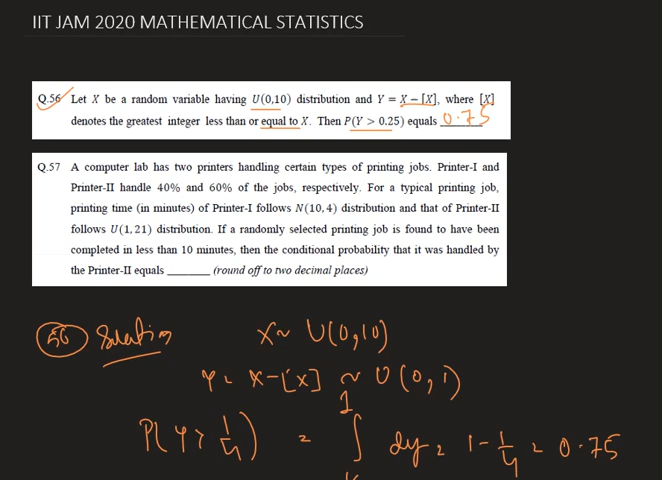 IIT JAM 2020 MATHEMATICAL STATISTICS
Q.56 Let X be a random variable having U(0,10) distribution and Y = X − [X], where [X]
denotes the greatest integer less than or equal to X. Then P(Y > 0.25) equals ______ 0.75
Q.57 A computer lab has two printers handling certain types of printing jobs. Printer-I and
Printer-II handle 40% and 60% of the jobs, respectively. For a typical printing job,
printing time (in minutes) of Printer-I follows N(10, 4) distribution and that of Printer-II
follows U(1, 21) distribution. If a randomly selected printing job is found to have been
completed in less than 10 minutes, then the conditional probability that it was handled by
the Printer-II equals _______ (round off to two decimal places)
56 Solution X ~ U(0,10)
Y = X-[X] ~ U(0,1)
P(Y > 1/4) = ∫ 1 dy = 1 - 1/4 = 0.75